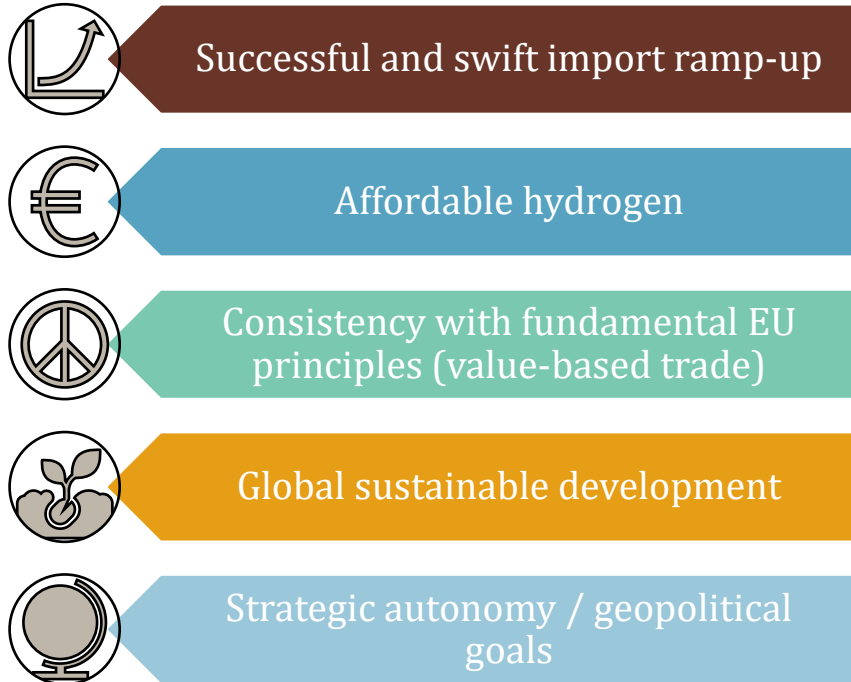 Successful and swift import ramp-up
Affordable hydrogen
Consistency with fundamental EU
principles (value-based trade)
Global sustainable development
Strategic autonomy / geopolitical
goals